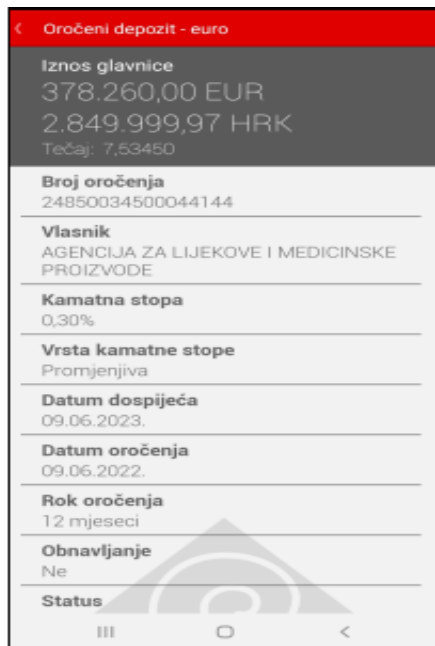 Oročeni depozit - euro
Iznos glavnice
378.260,00 EUR
2.849.999,97 HRK
Tečaj: 7,53450
Broj oročenja
24850034500044144
Vlasnik
AGENCIJA ZA LIJEKOVE I MEDICINSKE
PROIZVODE
Kamatna stopa
0,30%
Vrsta kamatne stope
Promjenjiva
Datum dospijeća
09.06.2023.
Datum oročenja
09.06.2022.
Rok oročenja
12 mjeseci
Obnavljanje
Ne
Status